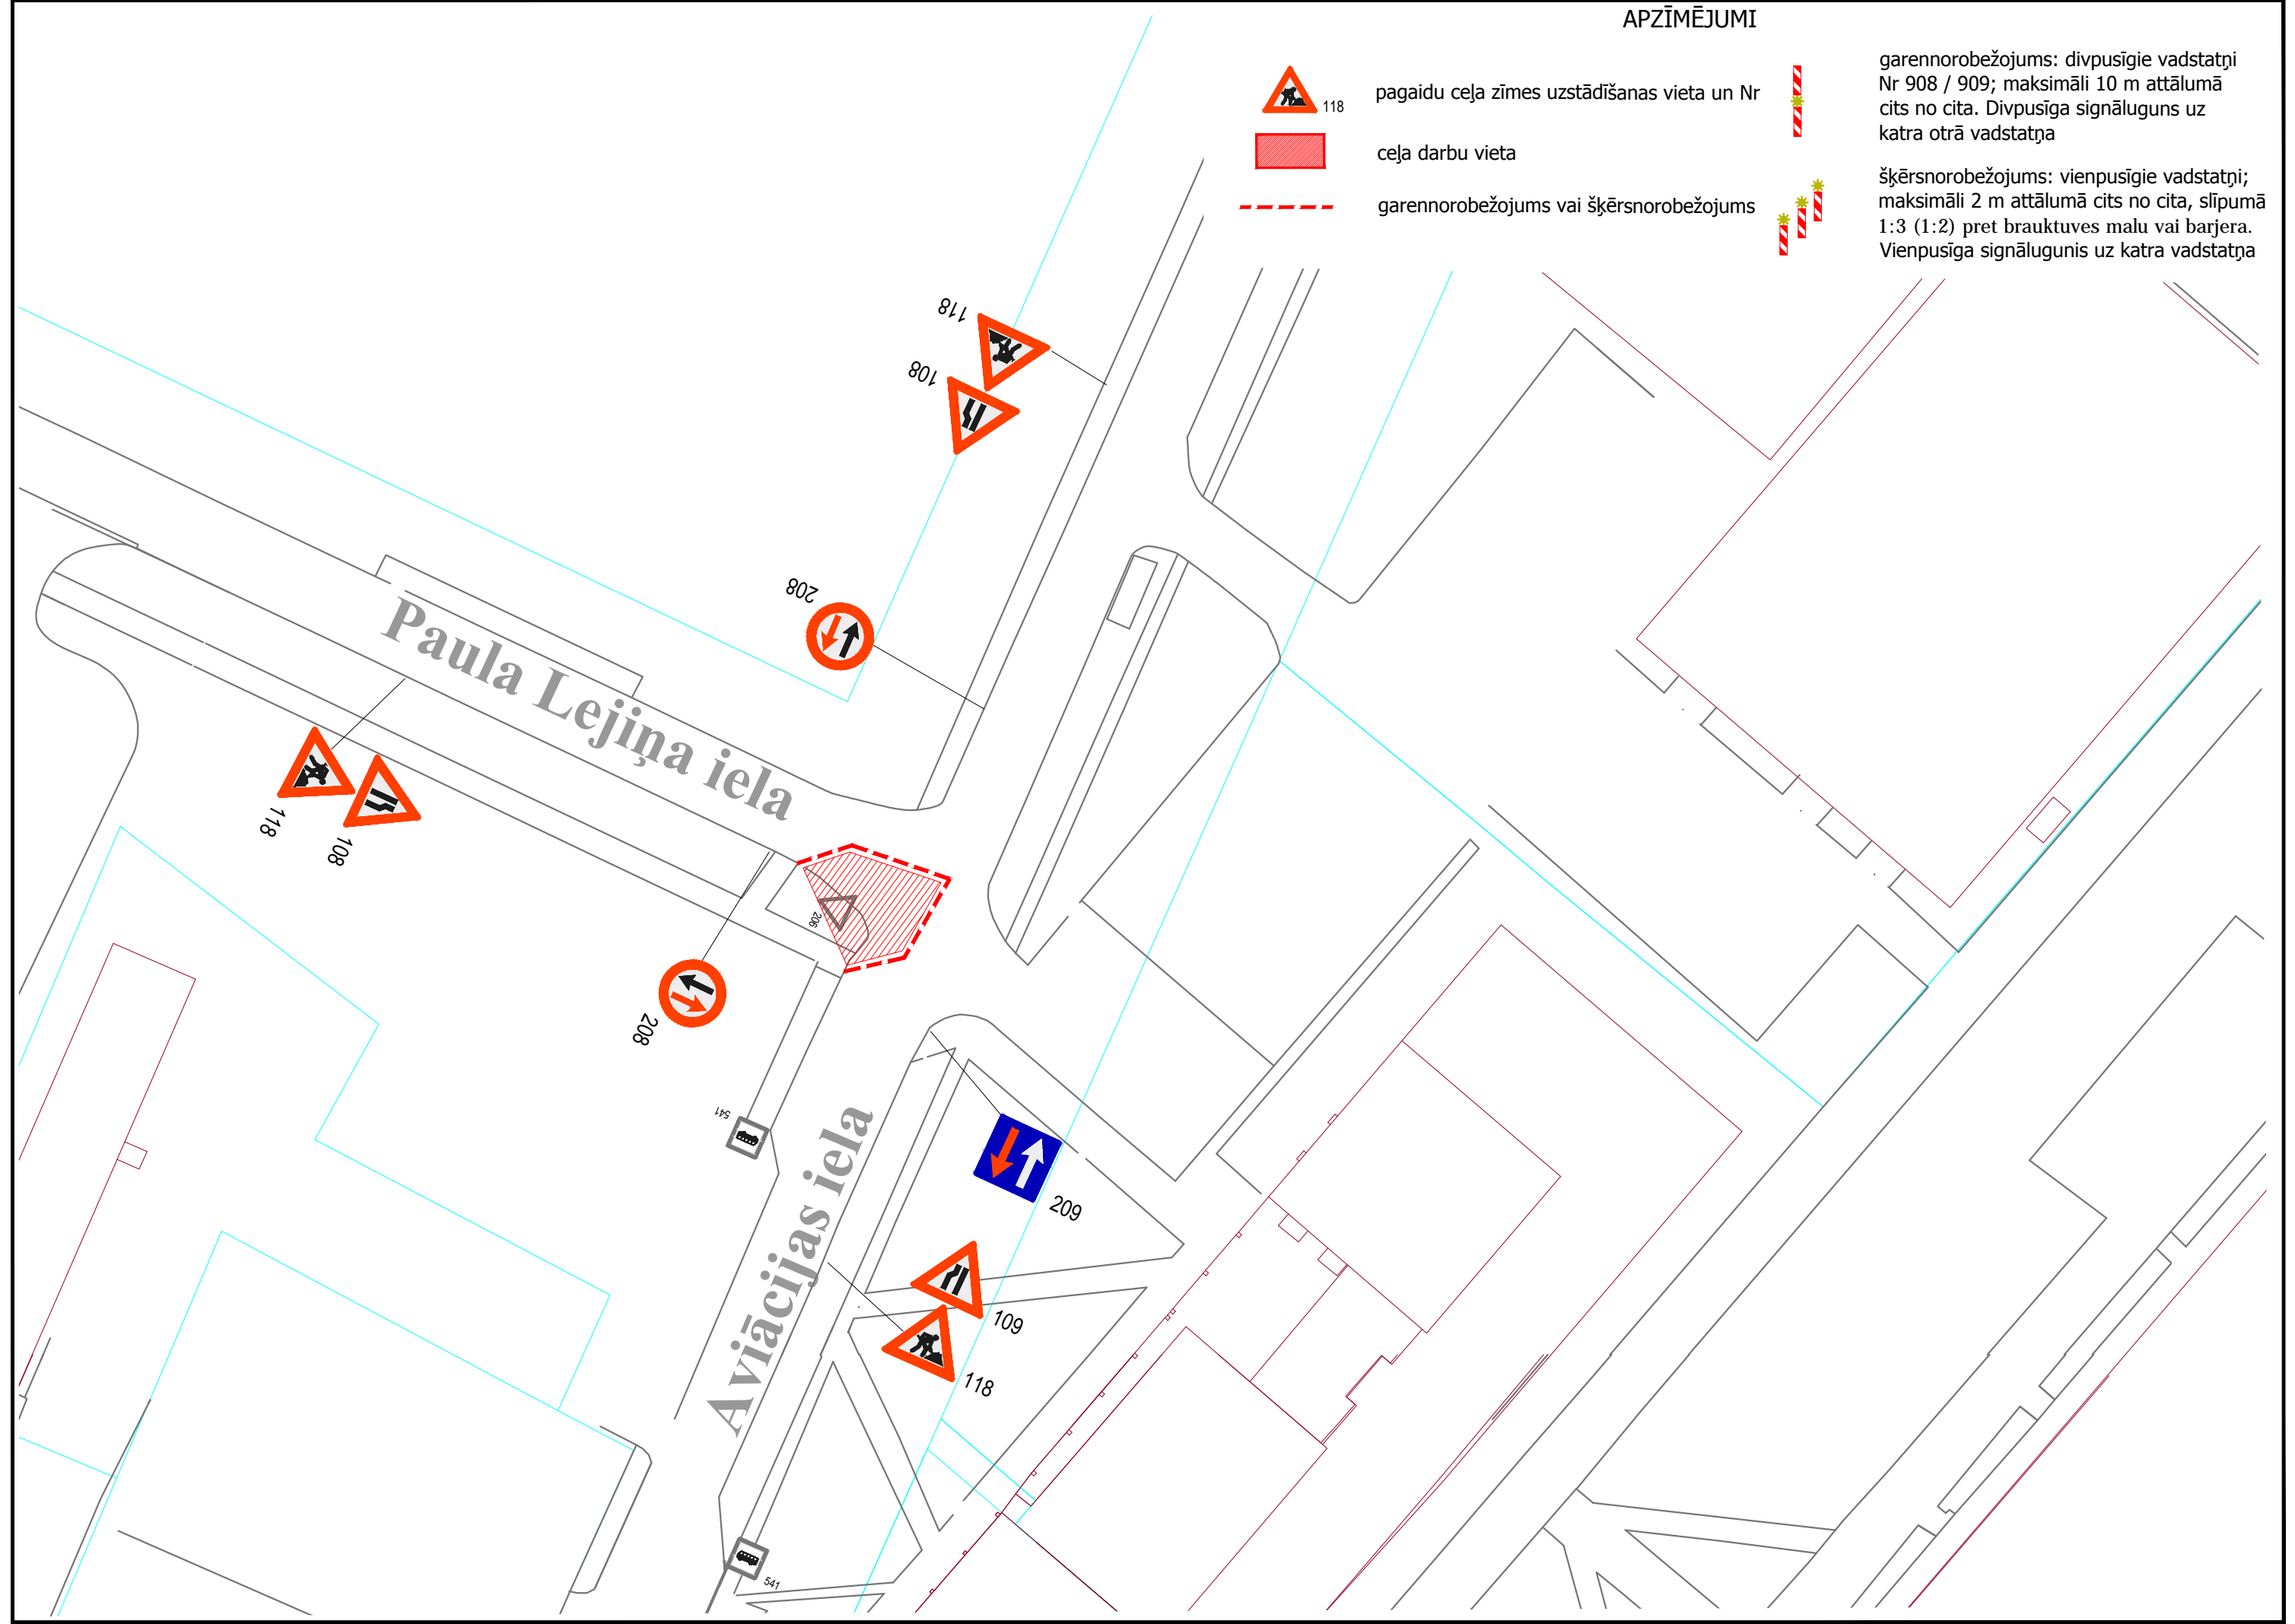 APZĪMĒJUMI
118
pagaidu ceļa zīmes uzstādīšanas vieta un Nr
ceļa darbu vieta
garennorobežojums vai šķērsnorobežojums
garennorobežojums: divpusīgie vadstatņi
Nr 908 / 909; maksimāli 10 m attālumā
cits no cita. Divpusīga signāluguns uz
katra otrā vadstatņa
šķērsnorobežojums: vienpusīgie vadstatņi;
maksimāli 2 m attālumā cits no cita, slīpumā
1:3 (1:2) pret brauktuves malu vai barjera.
Vienpusīga signālugunis uz katra vadstatņa
118
108
208
Paula Lejiņa iela
118
108
206
208
541
Aviācijas iela
209
109
118
541